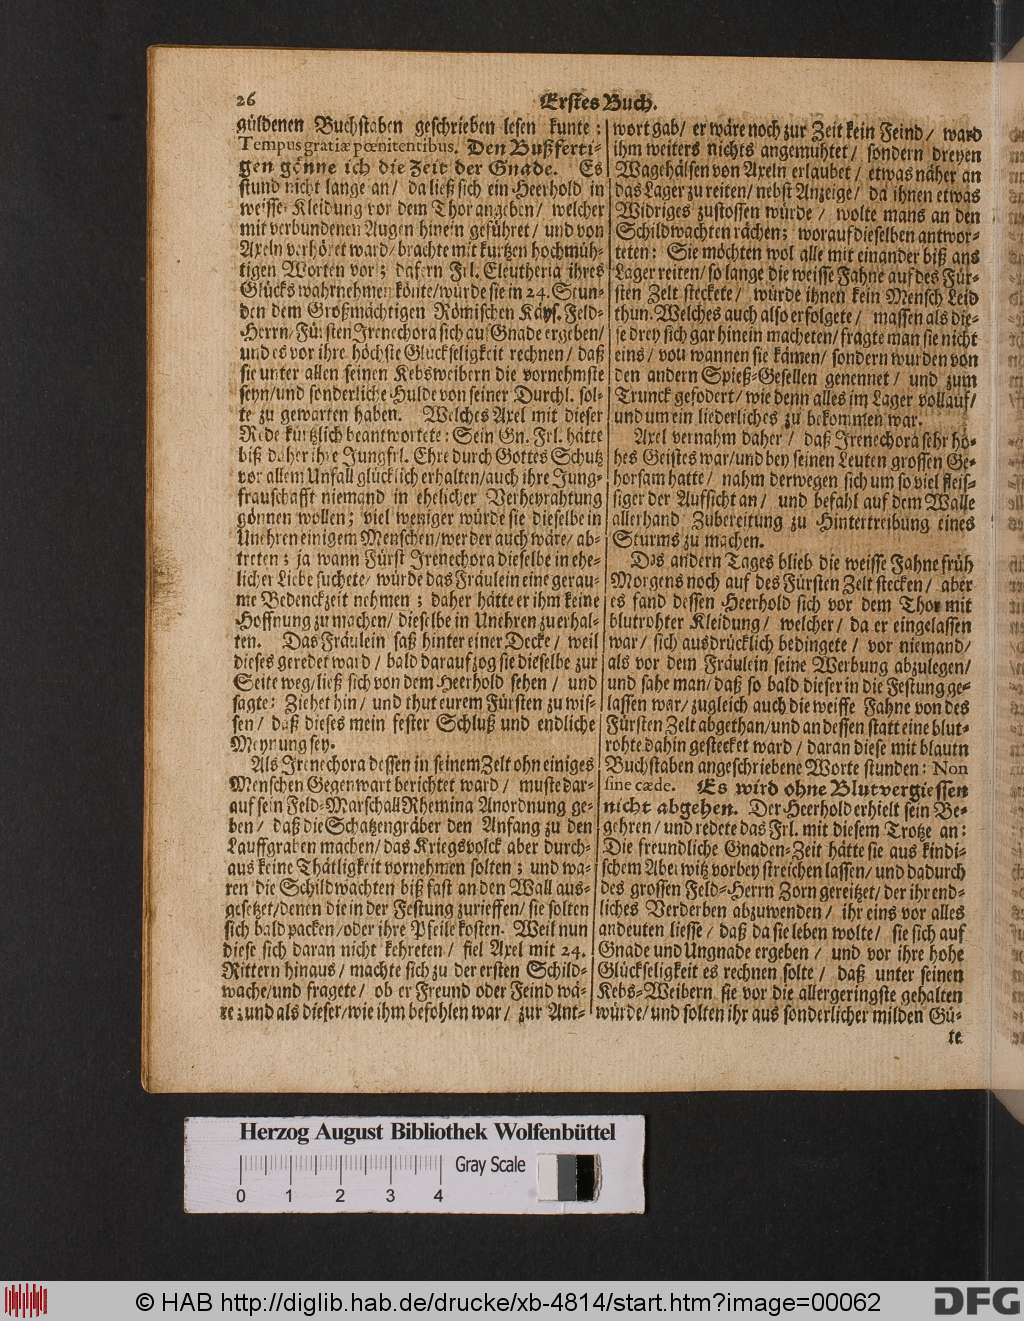 26
Erstes Buch.
güldenen Buchstaben geschrieben lesen kunte:
Tempus gratiæ pœnitentibus. Den Bußferti-
gen gönne ich die Zeit der Gnade. Es
stund nicht lange an/ da ließ sich ein Heerhold in
weisser Kleidung vor dem Thor angeben/ welcher
mit verbundenen Augen hinein geführet/ und von
Axeln verhöret ward/ brachte mit kurtzen hochmüh-
tigen Worten vor; dafern Frl. Eleutheria ihres
Glücks wahrnehmen könte/ würde sie in 24. Stun-
den dem Großmächtigen Römischen Käys. Feld-
Herrn/ Fürsten Irenechora sich auf Gnade ergeben/
und es vor ihre höchste Glückseligkeit rechnen/ daß
sie unter allen seinen Kebsweibern die vornehmste
seyn/ und sonderliche Hulde von seiner Durchl. sol-
te zu gewarten haben. Welches Axel mit dieser
Rede kürtzlich beantwortete: Sein Gn. Frl. hätte
biß daher ihre Jungfrl. Ehre durch Gottes Schutz
vor allem Unfall glücklich erhalten/ auch ihre Jung-
frauschafft niemand in ehelicher Verheyrahtung
gönnen wollen; viel weniger würde sie dieselbe in
Unehren einigem Menschen/ wer der auch wäre/ ab-
treten; ja wann Fürst Irenechora dieselbe in ehe-
licher Liebe suchete/ würde das Fräulein eine gerau-
me Bedenckzeit nehmen; daher hätte er ihm keine
Hoffnung zu machen/ dieselbe in Unehren zu erhal-
ten. Das Fräulein saß hinter einer Decke/ weil
dieses geredet ward/ bald darauf zog sie dieselbe zur
Seite weg/ ließ sich von dem Heerhold sehen/ und
sagte: Ziehet hin/ und thut eurem Fürsten zu wis-
sen/ daß dieses mein fester Schluß und endliche
Meynung sey.
Als Irenechora dessen in seinem Zelt ohn einiges
Menschen Gegenwart berichtet ward/ muste dar-
auf sein Feld-Marschall Rhemina Anordnung ge-
ben/ daß die Schatzengräber den Anfang zu den
Lauffgraben machen/ das Kriegsvolck aber durch-
aus keine Thätligkeit vornehmen solten; und wa-
ren die Schildwachten biß fast an den Wall aus-
gesetzet/ denen die in der Festung zurieffen/ sie solten
sich bald packen/ oder ihre Pfeile kosten. Weil nun
diese sich daran nicht kehreten/ fiel Axel mit 24.
Rittern hinaus/ machte sich zu der ersten Schild-
wache/ und fragete/ ob er Freund oder Feind wä-
re; und als dieser/ wie ihm befohlen war/ zur Ant-
wort gab/ er wäre noch zur Zeit kein Feind/ ward
ihm weiters nichts angemuhtet/ sondern dreyen
Wagehälsen von Axeln erlaubet/ etwas näher an
das Lager zu reiten/ nebst Anzeige/ da ihnen etwas
Widriges zustossen würde/ wolte mans an den
Schildwachten rächen; worauf dieselben antwor-
teten: Sie möchten wol alle mit einander biß ans
Lager reiten/ so lange die weisse Fahne auf des Für-
sten Zelt steckete/ würde ihnen kein Mensch Leid
thun. Welches auch also erfolgete/ massen als die-
se drey sich gar hinein macheten/ fragte man sie nicht
eins/ von wannen sie kämen/ sondern wurden von
den andern Spieß-Gesellen genennet/ und zum
Trunck gefodert/ wie denn alles im Lager vollauf/
und um ein liederliches zu bekommen war.
Axel vernahm daher/ daß Irenechora sehr ho-
hes Geistes war/ und bey seinen Leuten grossen Ge-
horsam hatte/ nahm derwegen sich um so viel fleis-
siger der Aufsicht an/ und befahl auf dem Walle
allerhand Zubereitung zu Hintertreibung eines
Sturms zu machen.
Des andern Tages blieb die weisse Fahne früh
Morgens noch auf des Fürsten Zelt stecken/ aber
es fand dessen Heerhold sich vor dem Thor mit
blutrohter Kleidung/ welcher/ da er eingelassen
war/ sich ausdrücklich bedingete/ vor niemand/
als vor dem Fräulein seine Werbung abzulegen/
und sahe man/ daß so bald dieser in die Festung ge-
lassen war/ zugleich auch die weisse Fahne von des
Fürsten Zelt abgethan/ und an dessen statt eine blut-
rohte dahin gestecket ward/ daran diese mit blauen
Buchstaben angeschriebene Worte stunden: Non
sine cæde. Es wird ohne Blutvergiessen
nicht abgehen. Der Heerhold erhielt sein Be-
gehren/ und redete das Frl. mit diesem Trotze an:
Die freundliche Gnaden-Zeit hätte sie aus kindi-
schem Aberwitz vorbey streichen lassen/ und dadurch
des grossen Feld-Herrn Zorn gereitzet/ der ihr end-
liches Verderben abzuwenden/ ihr eins vor alles
andeuten liesse/ daß da sie leben wolte/ sie sich auf
Gnade und Ungnade ergeben/ und vor ihre hohe
Glückseligkeit es rechnen solte/ daß unter seinen
Kebs-Weibern sie vor die allergeringste gehalten
würde/ und solten ihr aus sonderlicher milden Gü-
te
Herzog August Bibliothek Wolfenbüttel
Gray Scale
0 1 2 3 4
© HAB http://diglib.hab.de/drucke/xb-4814/start.htm?image=00062
DFG